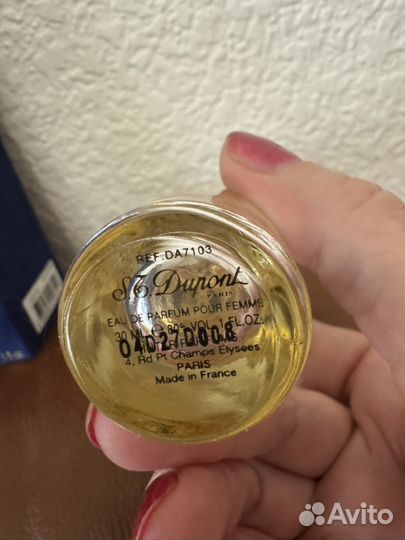 REF.DA7103
S.T. Dupont
PARIS
EAU DE PARFUM POUR FEMME
30 ML 80% VOL. 1 FL.OZ.
04D27D008
4, Rd Pt Champs Elysées
PARIS
Made in France
Avito